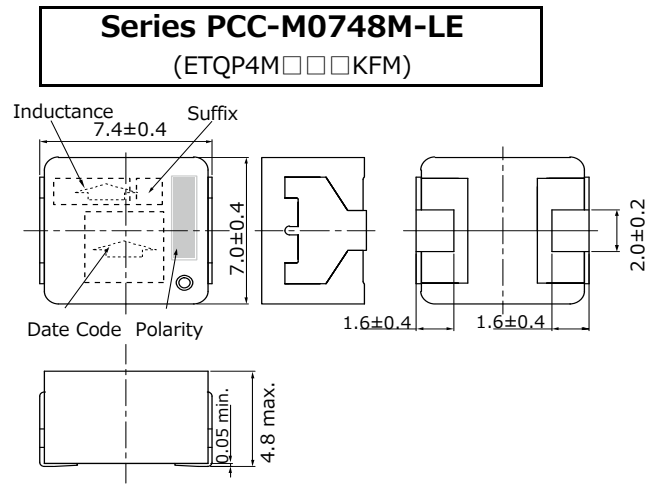 Series PCC-M0748M-LE
(ETQP4M□□□KFM)
Inductance
Suffix
7.4±0.4
7.0±0.4
2.0±0.2
Date Code
Polarity
1.6±0.4
1.6±0.4
0.05 min.
4.8 max.